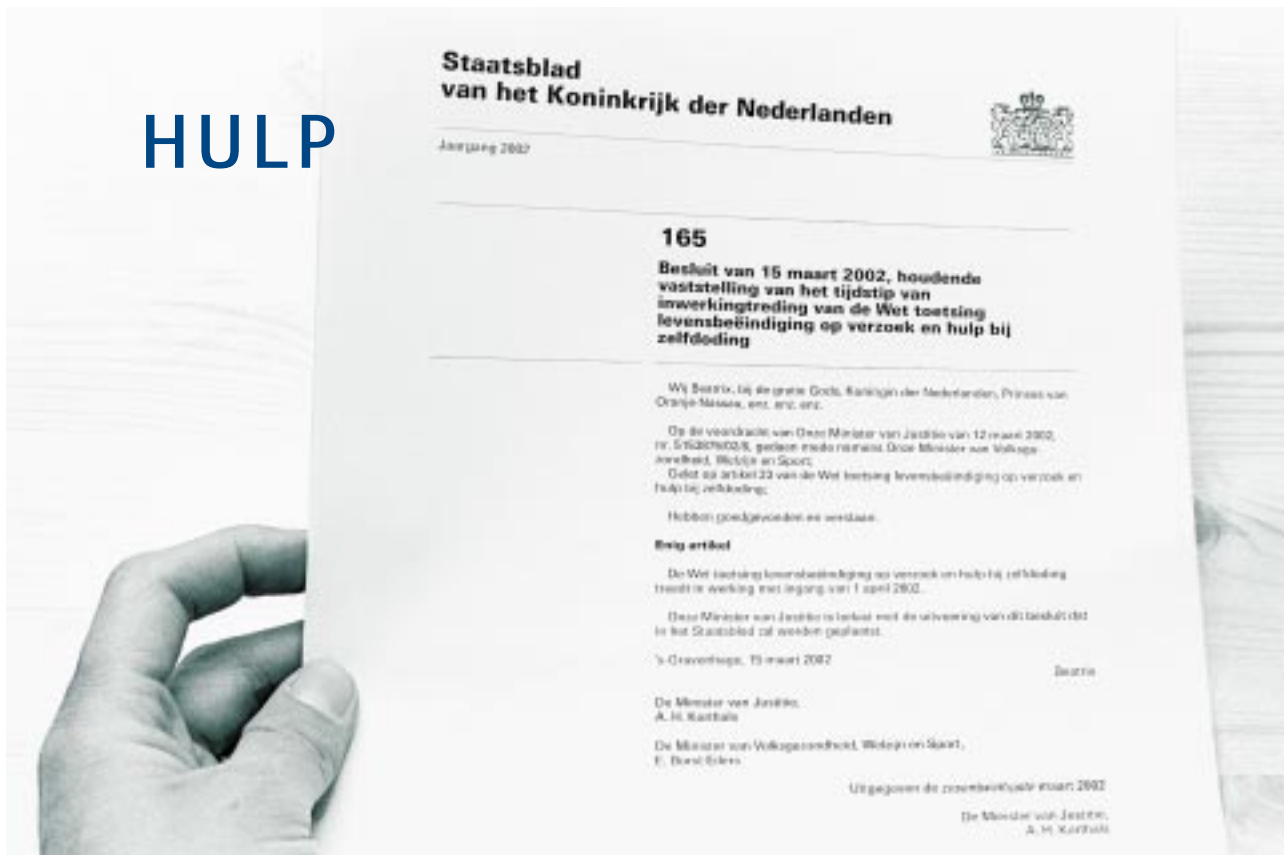 HULP
Staatsblad
van het Koninkrijk der Nederlanden
Jaargang 2002
165
Besluit van 15 maart 2002, houdende
vaststelling van het tijdstip van
inwerkingtreding van de Wet toetsing
levensbeëindiging op verzoek en hulp bij
zelfdoding
Wij Beatrix, bij de gratie Gods, Koningin der Nederlanden, Prinses van
Oranje-Nassau, enz. enz. enz.
Op de voordracht van Onze Minister van Justitie van 12 maart 2002,
nr. gedaan mede namens Onze Minister van Volksge-
zondheid, Welzijn en Sport;
Gelet op artikel 23 van de Wet toetsing levensbeëindiging op verzoek en
hulp bij zelfdoding;
Hebben goedgevonden en verstaan:
Enig artikel
De Wet toetsing levensbeëindiging op verzoek en hulp bij zelfdoding
treedt in werking met ingang van 1 april 2002.
Onze Minister van Justitie is belast met de uitvoering van dit besluit dat
in het Staatsblad zal worden geplaatst.
's-Gravenhage, 15 maart 2002
Beatrix
De Minister van Justitie,
A. H. Korthals
De Minister van Volksgezondheid, Welzijn en Sport,
E. Borst-Eilers
Uitgegeven de zesentwintigste maart 2002
De Minister van Justitie,
A. H. Korthals